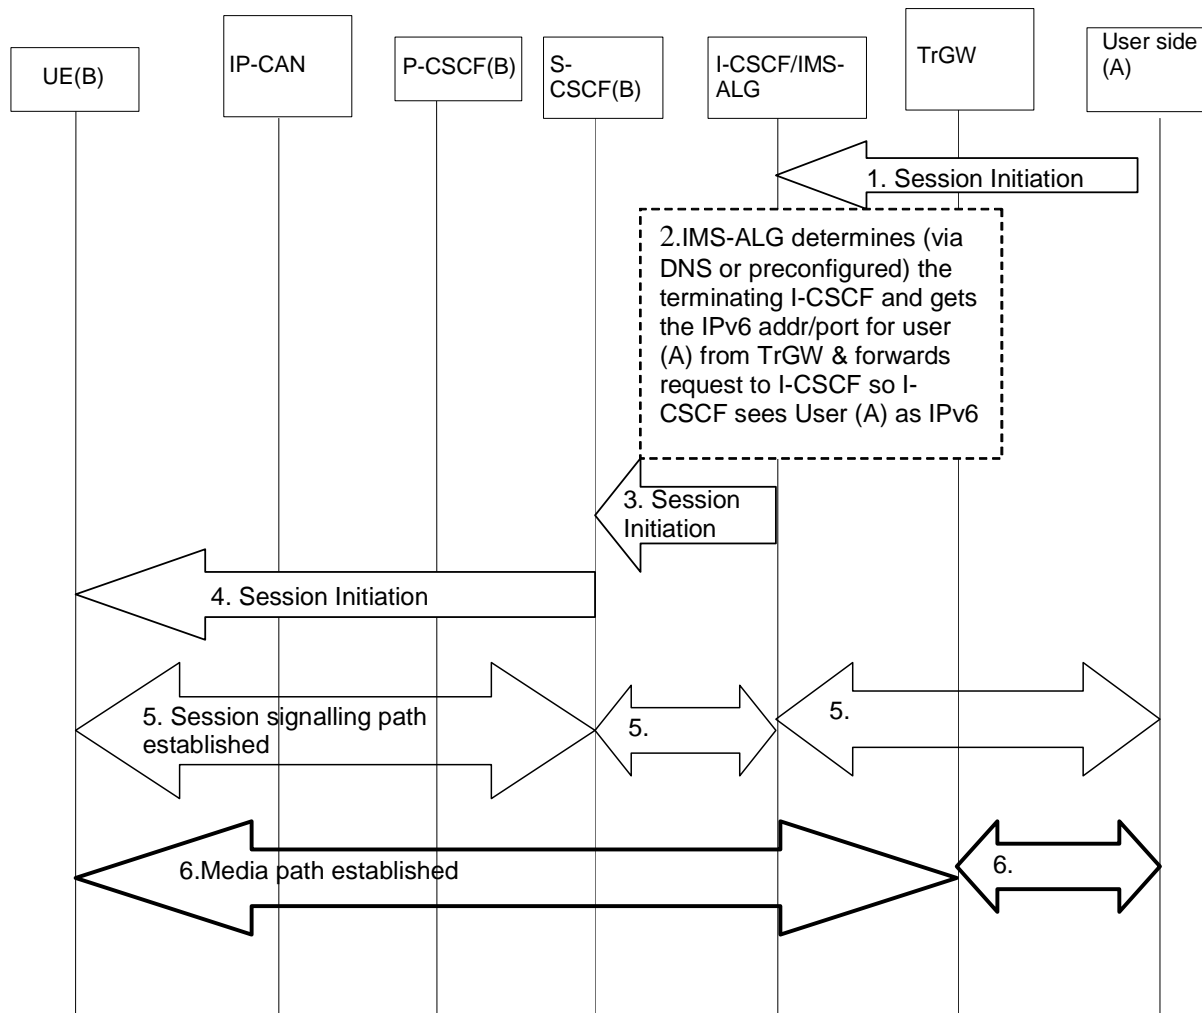 UE(B)
IP-CAN
P-CSCF(B)
S-
CSCF(B)
I-CSCF/IMS-
ALG
TrGW
User side
(A)
1. Session Initiation
2.IMS-ALG determines (via
DNS or preconfigured) the
terminating I-CSCF and gets
the IPv6 addr/port for user
(A) from TrGW & forwards
request to I-CSCF so I-
CSCF sees User (A) as IPv6
3. Session
Initiation
4. Session Initiation
5. Session signalling path
established
5.
5.
6.Media path established
6.